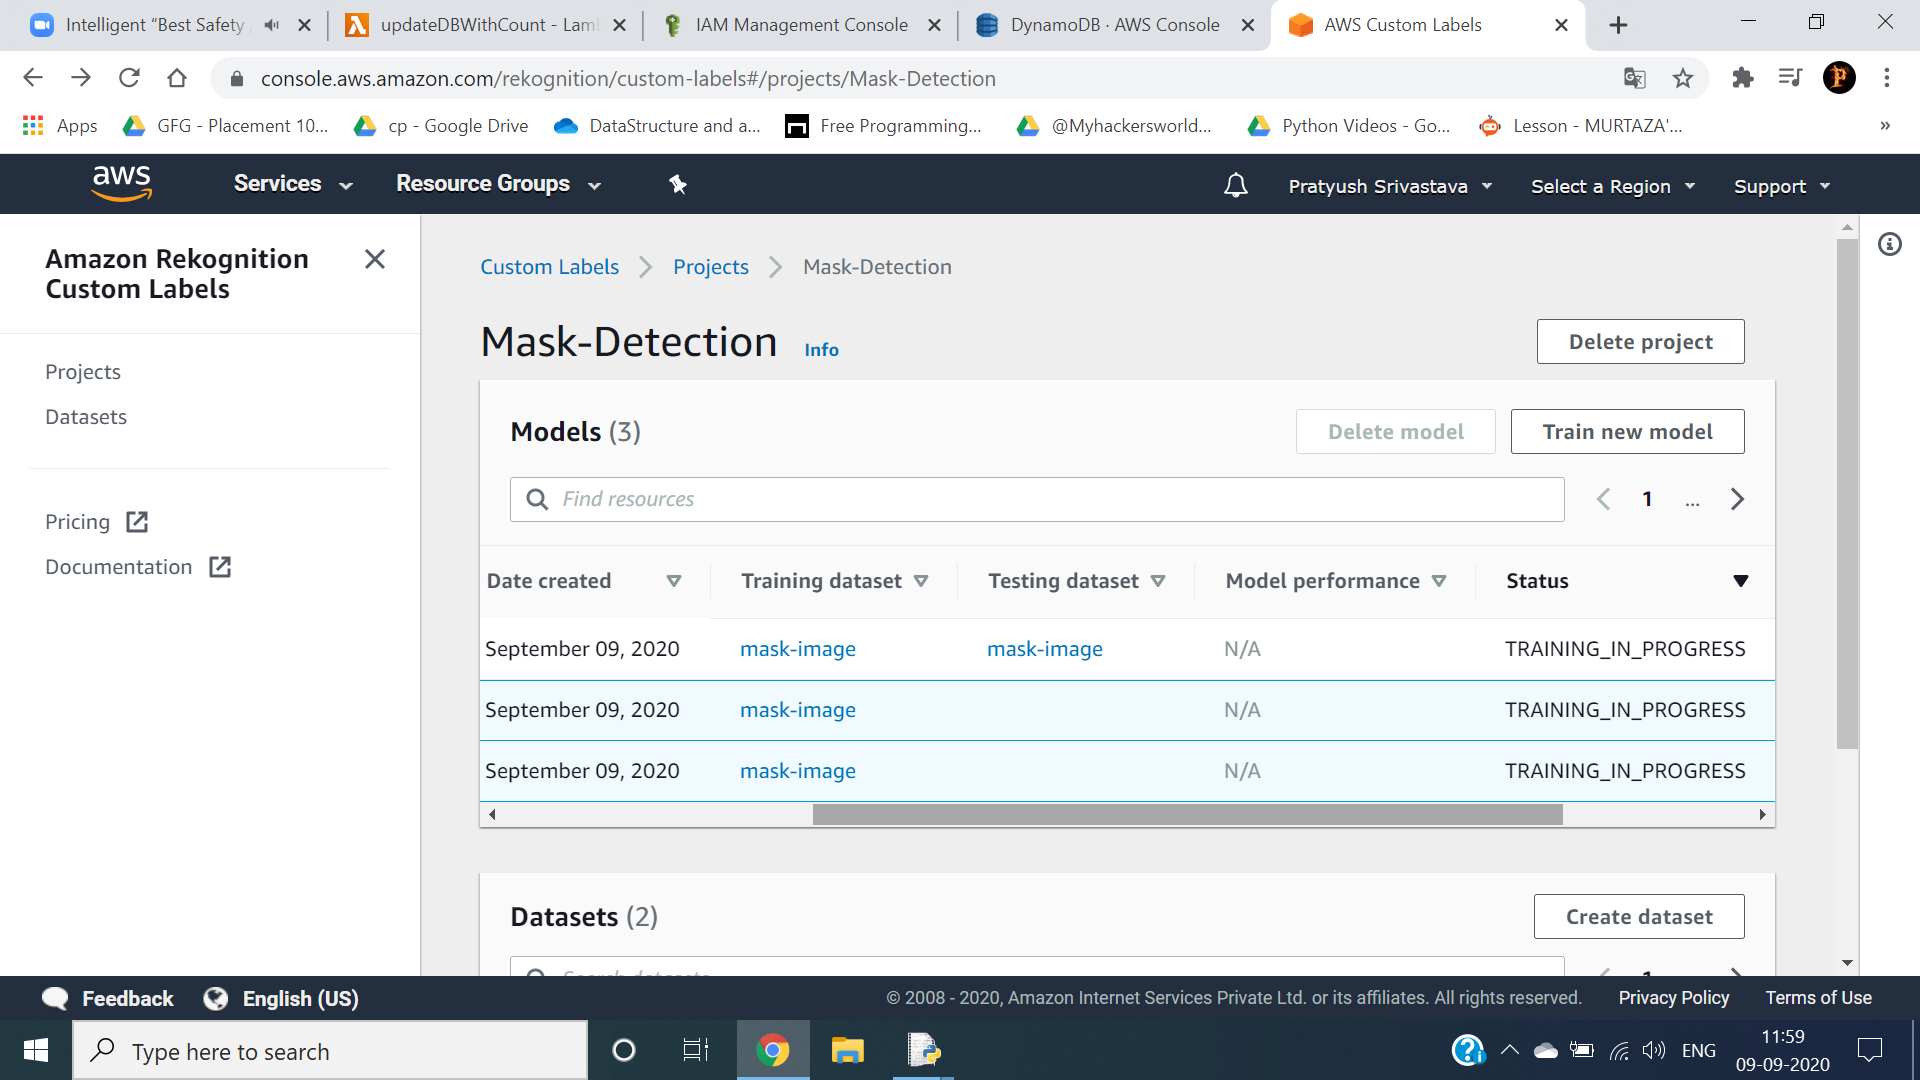 Intelligent “Best Safety
updateDBWithCount - Lam
IAM Management Console
DynamoDB · AWS Console
AWS Custom Labels
console.aws.amazon.com/rekognition/custom-labels#/projects/Mask-Detection
Apps
GFG - Placement 10...
cp - Google Drive
DataStructure and a...
Free Programming...
@Myhackersworld...
Python Videos - Go...
Lesson - MURTAZA'...
»
aws
Services
Resource Groups
Pratyush Srivastava
Select a Region
Support
Amazon Rekognition
Custom Labels
Projects
Datasets
Pricing
Documentation
Custom Labels
Projects
Mask-Detection
Mask-Detection
Info
Delete project
Models (3)
Delete model
Train new model
Find resources
1
...
Date created
Training dataset
Testing dataset
Model performance
Status
September 09, 2020
mask-image
mask-image
N/A
TRAINING_IN_PROGRESS
September 09, 2020
mask-image
N/A
TRAINING_IN_PROGRESS
September 09, 2020
mask-image
N/A
TRAINING_IN_PROGRESS
Datasets (2)
Create dataset
Feedback
English (US)
© 2008 - 2020, Amazon Internet Services Private Ltd. or its affiliates. All rights reserved.
Privacy Policy
Terms of Use
Type here to search
ENG
11:59
09-09-2020